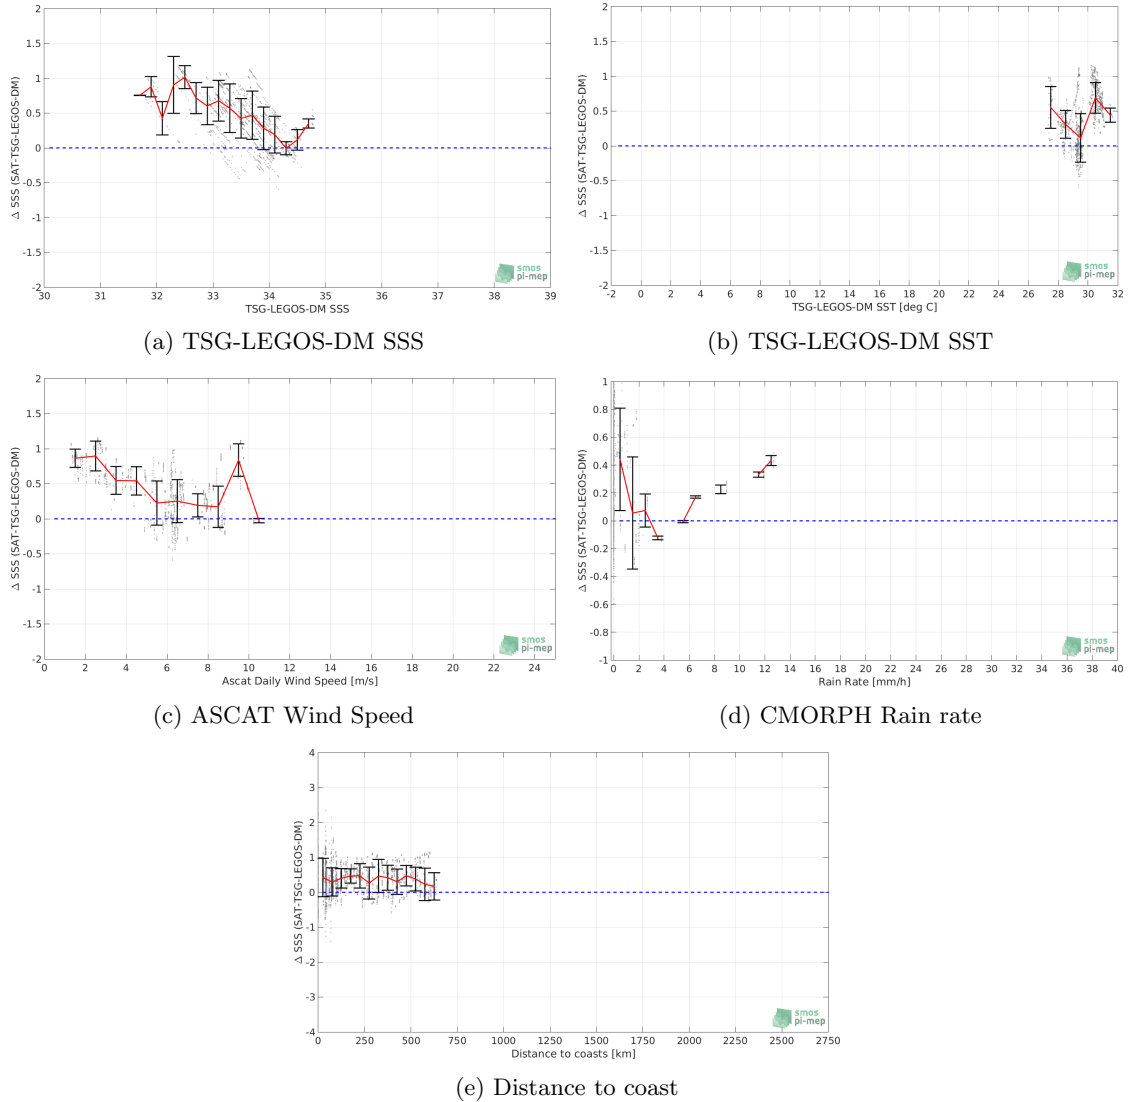 2
1.5
1
0.5
0
-0.5
-1
-1.5
-2
Δ SSS (SAT-TSG-LEGOS-DM)
30 31 32 33 34 35 36 37 38 39
TSG-LEGOS-DM SSS
smos
pi-mep
(a) TSG-LEGOS-DM SSS
2
1.5
1
0.5
0
-0.5
-1
-1.5
-2
Δ SSS (SAT-TSG-LEGOS-DM)
-2 0 2 4 6 8 10 12 14 16 18 20 22 24 26 28 30 32
TSG-LEGOS-DM SST [deg C]
smos
pi-mep
(b) TSG-LEGOS-DM SST
2
1.5
1
0.5
0
-0.5
-1
-1.5
-2
Δ SSS (SAT-TSG-LEGOS-DM)
0 2 4 6 8 10 12 14 16 18 20 22 24
Ascat Daily Wind Speed [m/s]
smos
pi-mep
(c) ASCAT Wind Speed
1
0.8
0.6
0.4
0.2
0
-0.2
-0.4
-0.6
-0.8
-1
Δ SSS (SAT-TSG-LEGOS-DM)
0 2 4 6 8 10 12 14 16 18 20 22 24 26 28 30 32 34 36 38 40
Rain Rate [mm/h]
smos
pi-mep
(d) CMORPH Rain rate
4
3
2
1
0
-1
-2
-3
-4
Δ SSS (SAT-TSG-LEGOS-DM)
0 250 500 750 1000 1250 1500 1750 2000 2250 2500 2750
Distance to coasts [km]
smos
pi-mep
(e) Distance to coast